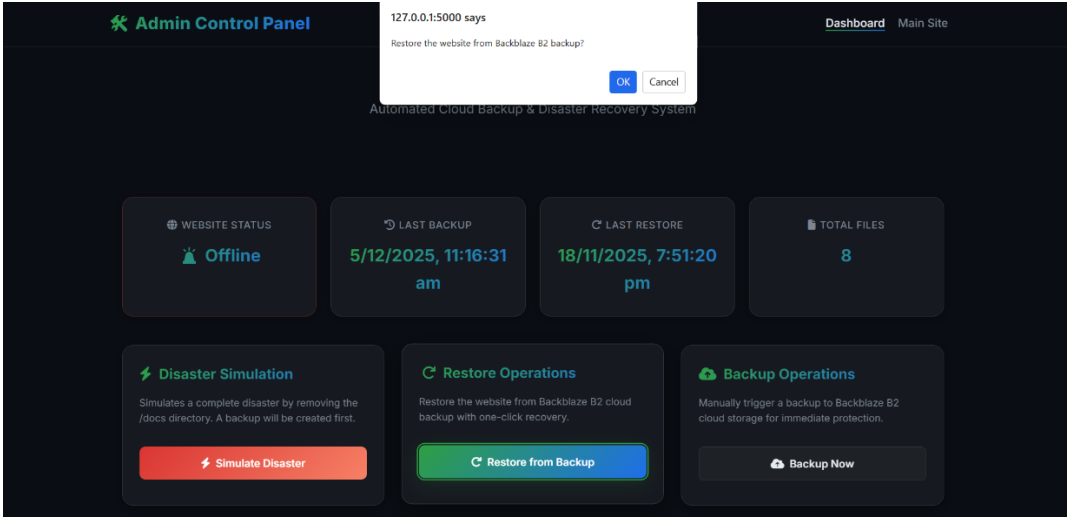 Admin Control Panel
127.0.0.1:5000 says
Restore the website from Backblaze B2 backup?
OK
Cancel
Dashboard
Main Site
Automated Cloud Backup & Disaster Recovery System
WEBSITE STATUS
Offline
LAST BACKUP
5/12/2025, 11:16:31
am
LAST RESTORE
18/11/2025, 7:51:20
pm
TOTAL FILES
8
Disaster Simulation
Simulates a complete disaster by removing the
/docs directory. A backup will be created first.
Simulate Disaster
Restore Operations
Restore the website from Backblaze B2 cloud
backup with one-click recovery.
Restore from Backup
Backup Operations
Manually trigger a backup to Backblaze B2
cloud storage for immediate protection.
Backup Now